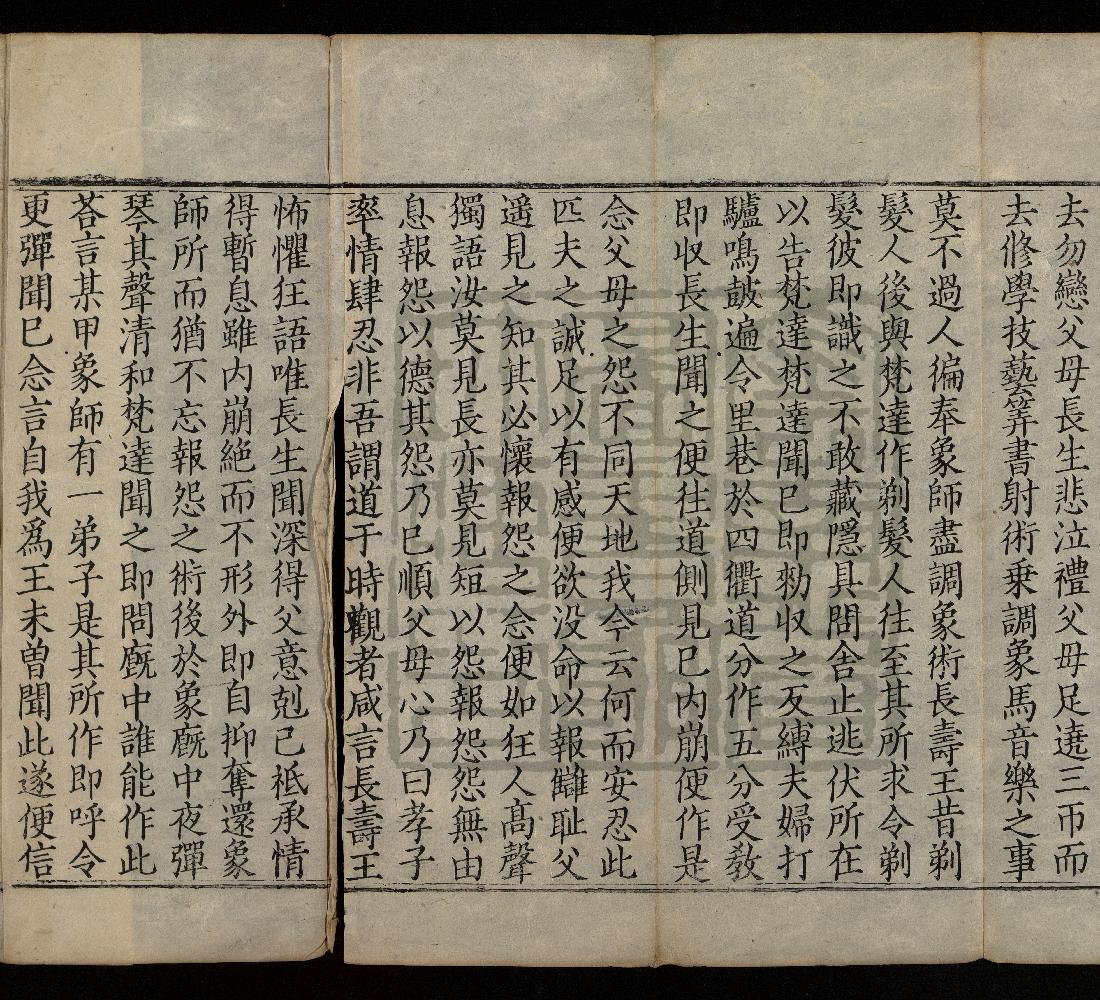 去勿戀父母長生悲泣禮父母足遶三帀而
去修學技藝筭書射術乗調象馬音樂之事
莫不過人偏奉象師盡調象術長壽王昔剃
髮人後與梵達作剃髮人往至其所求令剃
髮彼即識之不敢藏隱具問舍止逃伏所在
以告梵達梵達聞巳即勑收之反縛夫婦打
驢鳴皷遍令里巷於四衢道分作五分受敎
即收長生聞之便往道側見巳内崩便作是
念父母之怨不同天地我今云何而安忍此
匹夫之誠足以有感便欲没命以報讎耻父
遥見之知其必懷報怨之念便如狂人髙聲
獨語汝莫見長亦莫見短以怨報怨怨無由
息報怨以德其怨乃巳順父母心乃曰孝子
率情肆忍非吾謂道于時觀者咸言長壽王
怖懼狂語唯長生聞深得父意剋巳祗承情
得暫息雖内崩絶而不形外即自抑奪還象
師所而猶不忘報怨之術後於象廐中夜彈
琴其聲清和梵達聞之即問廐中誰能作此
荅言某甲象師有一弟子是其所作即呼令
更彈聞巳念言自我爲王未曽聞此遂便信